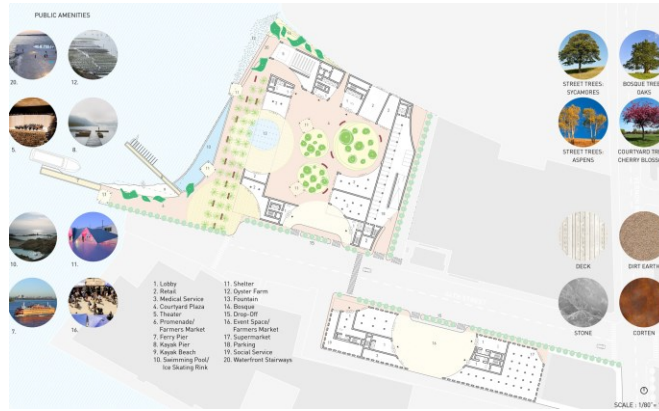 PUBLIC AMENITIES
20.
12.
5.
8.
10.
11.
7.
16.
1. Lobby
2. Retail
3. Medical Service
4. Courtyard Plaza
5. Theater
6. Promenade/
Farmers Market
7. Ferry Pier
8. Kayak Pier
9. Kayak Beach
10. Swimming Pool/
Ice Skating Rink
11. Shelter
12. Oyster Farm
13. Fountain
14. Bosque
15. Drop-Off
16. Event Space/
Farmers Market
17. Supermarket
18. Parking
19. Social Service
20. Waterfront Stairways
STREET TREES:
SYCAMORES
BOSQUE TREE
OAKS
STREET TREES:
ASPENS
COURTYARD TRE
CHERRY BLOSS
DECK
DIRT EARTH
STONE
CORTEN
SCALE : 1/80"=